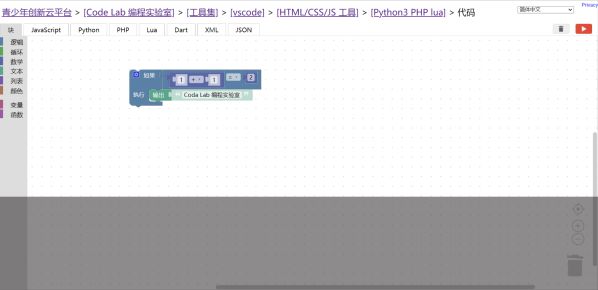 Privacy
青少年创新云平台 > [Code Lab 编程实验室] > [工具集] > [vscode] > [HTML/CSS/JS 工具] > [Python3 PHP lua] > 代码
简体中文
块 JavaScript Python PHP Lua Dart XML JSON
逻辑
循环
数学
文本
列表
颜色
变量
函数
如果 1 + 1 = 2
执行 输出 “ Coda Lab 编程实验室 ”